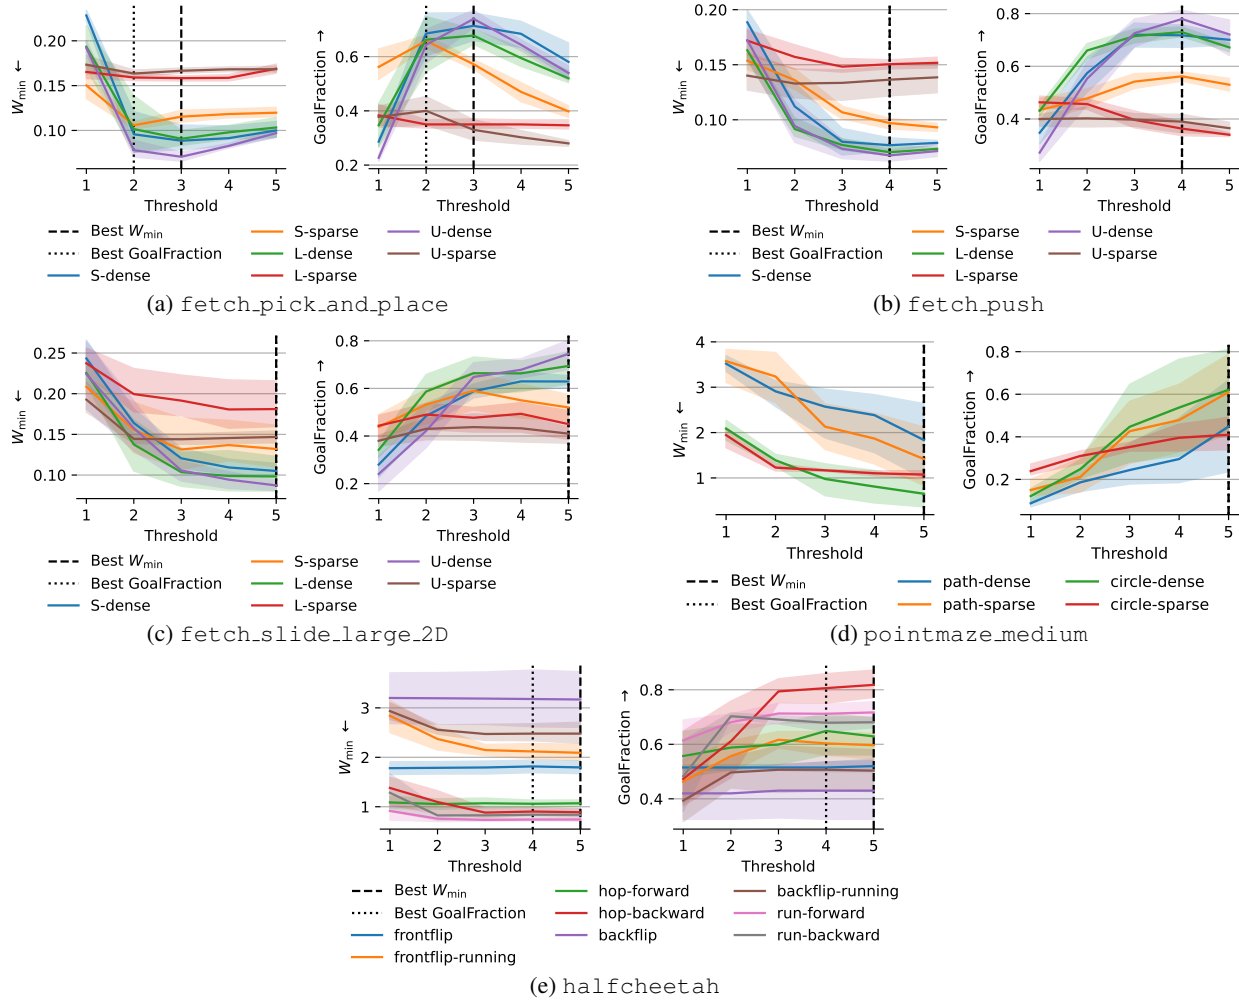 0.20
0.15
0.10
W_min ←
1 2 3 4 5
Threshold
0.6
0.4
0.2
GoalFraction →
1 2 3 4 5
Threshold
Best W_min
Best GoalFraction
S-dense
S-sparse
L-dense
L-sparse
U-dense
U-sparse
(a) fetch_pick_and_place
0.20
0.15
0.10
W_min ←
1 2 3 4 5
Threshold
0.8
0.6
0.4
GoalFraction →
1 2 3 4 5
Threshold
Best W_min
Best GoalFraction
S-dense
S-sparse
L-dense
L-sparse
U-dense
U-sparse
(b) fetch_push
0.25
0.20
0.15
0.10
W_min ←
1 2 3 4 5
Threshold
0.8
0.6
0.4
0.2
GoalFraction →
1 2 3 4 5
Threshold
Best W_min
Best GoalFraction
S-dense
S-sparse
L-dense
L-sparse
U-dense
U-sparse
(c) fetch_slide_large_2D
4
3
2
1
W_min ←
1 2 3 4 5
Threshold
0.8
0.6
0.4
0.2
GoalFraction →
1 2 3 4 5
Threshold
Best W_min
Best GoalFraction
path-dense
path-sparse
circle-dense
circle-sparse
(d) pointmaze_medium
3
2
1
W_min ←
1 2 3 4 5
Threshold
0.8
0.6
0.4
GoalFraction →
1 2 3 4 5
Threshold
Best W_min
Best GoalFraction
frontflip
frontflip-running
hop-forward
hop-backward
backflip
backflip-running
run-forward
run-backward
(e) halfcheetah